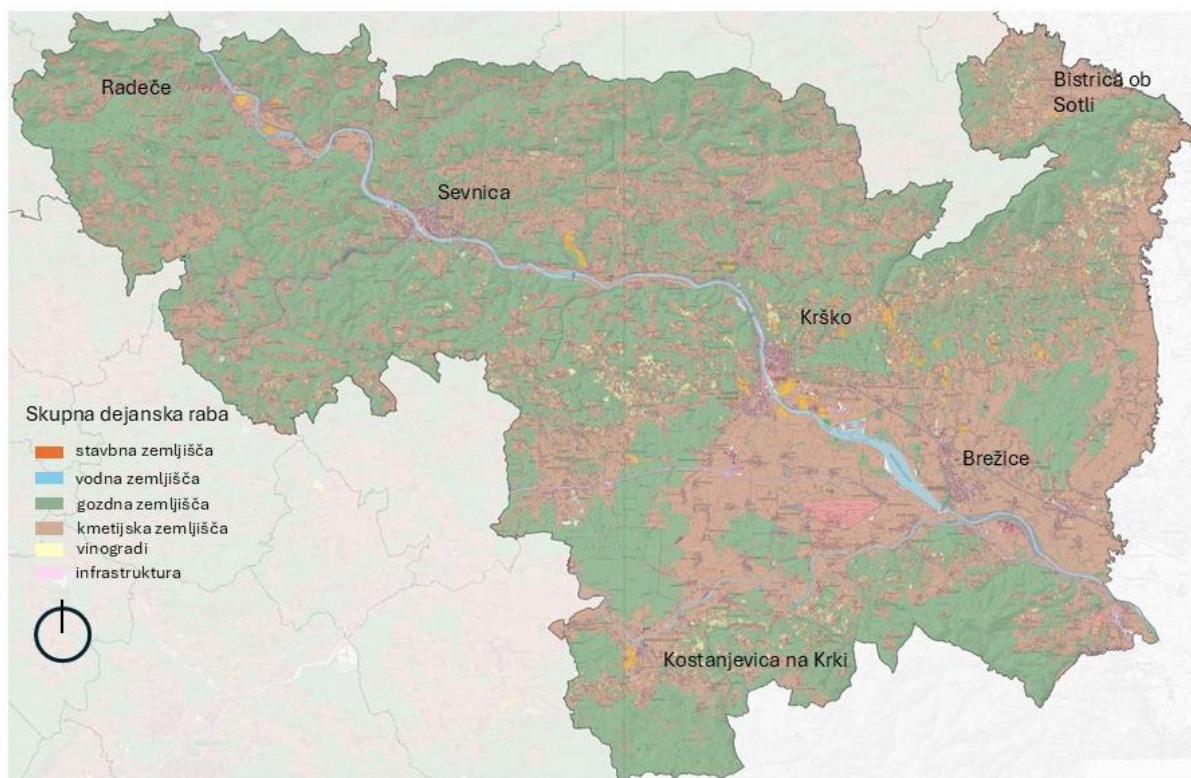 Radeče
Bistrica ob
Sotli
Sevnica
Krško
Skupna dejanska raba
stavbna zemljišča
vodna zemljišča
gozdna zemljišča
kmetijska zemljišča
vinogradi
infrastruktura
Brežice
Kostanjevica na Krki